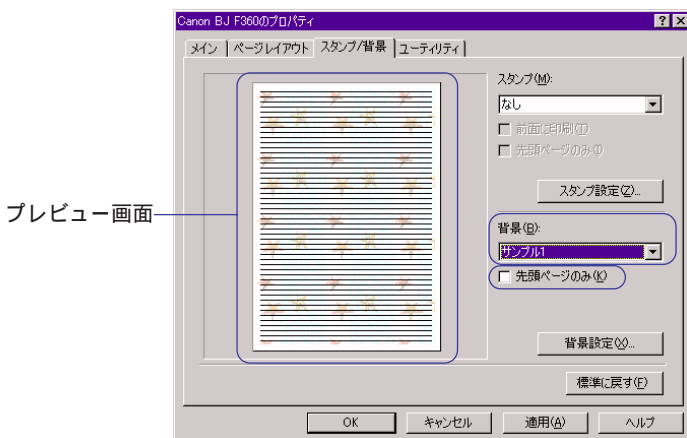 Canon BJ F360のプロパティ
メイン
ページレイアウト
スタンプ/背景
ユーティリティ
スタンプ(M):
なし
前面に印刷(T)
先頭ページのみ(I)
スタンプ設定(Z)...
プレビュー画面
背景(B):
サンプル1
先頭ページのみ(K)
背景設定(X)...
標準に戻す(F)
OK
キャンセル
適用(A)
ヘルプ